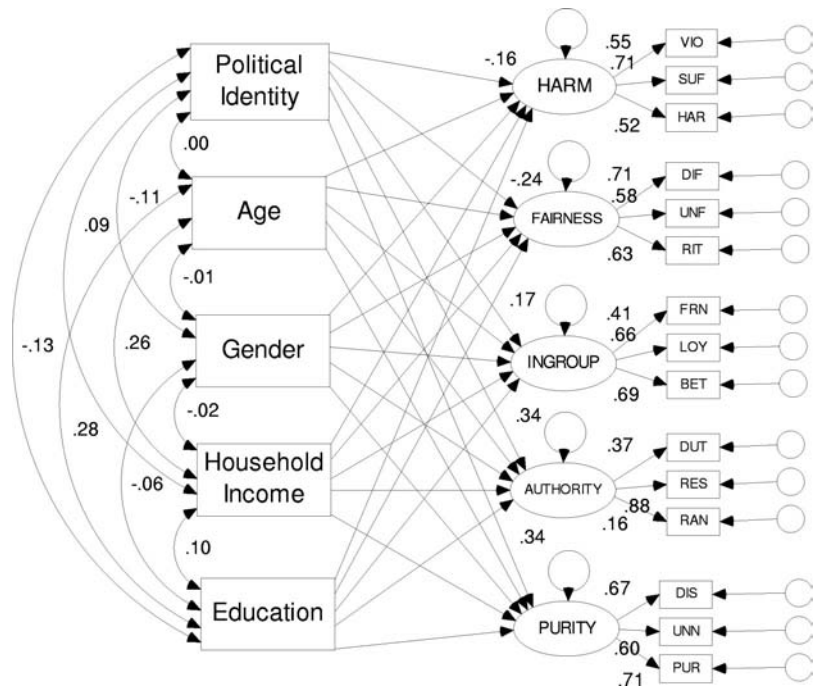 Political
Identity
Age
Gender
Household
Income
Education
.00
-.11
.09
-.01
-.13
.26
-.02
.28
-.06
.10
-.16
HARM
.55
.71
.52
VIO
SUF
HAR
-.24
FAIRNESS
.71
.58
.63
DIF
UNF
RIT
.17
INGROUP
.41
.66
.69
FRN
LOY
BET
.34
AUTHORITY
.37
.88
.16
DUT
RES
RAN
.34
PURITY
.67
.60
.71
DIS
UNN
PUR